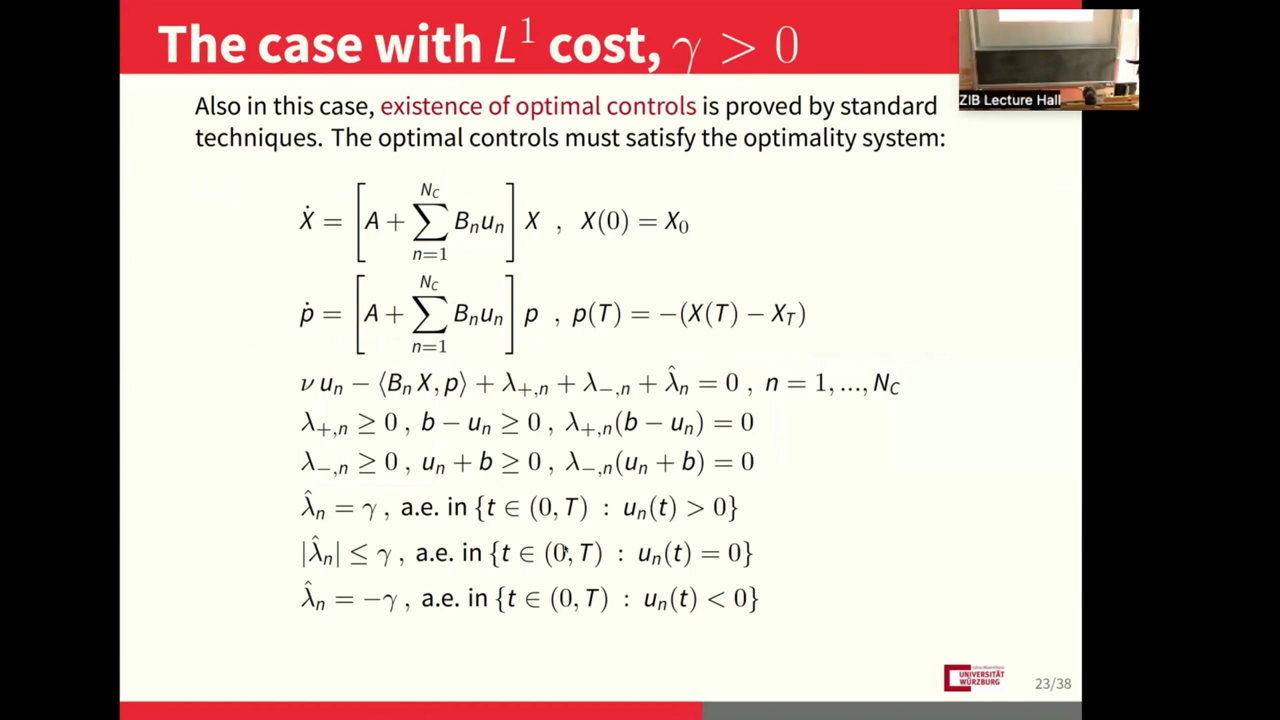 The case with L¹ cost, γ > 0
ZIB Lecture Hall
Also in this case, existence of optimal controls is proved by standard
techniques. The optimal controls must satisfy the optimality system:
Ẋ = [A + ∑_{n=1}^{N_C} B_n u_n] X , X(0) = X_0
ṗ = [A + ∑_{n=1}^{N_C} B_n u_n] p , p(T) = −(X(T) − X_T)
ν u_n − ⟨B_n X, p⟩ + λ_{+,n} + λ_{−,n} + λ̂_n = 0 , n = 1, ..., N_C
λ_{+,n} ≥ 0 , b − u_n ≥ 0 , λ_{+,n}(b − u_n) = 0
λ_{−,n} ≥ 0 , u_n + b ≥ 0 , λ_{−,n}(u_n + b) = 0
λ̂_n = γ , a.e. in {t ∈ (0, T) : u_n(t) > 0}
|λ̂_n| ≤ γ , a.e. in {t ∈ (0, T) : u_n(t) = 0}
λ̂_n = −γ , a.e. in {t ∈ (0, T) : u_n(t) < 0}
UNIVERSITÄT
WÜRZBURG
23/38